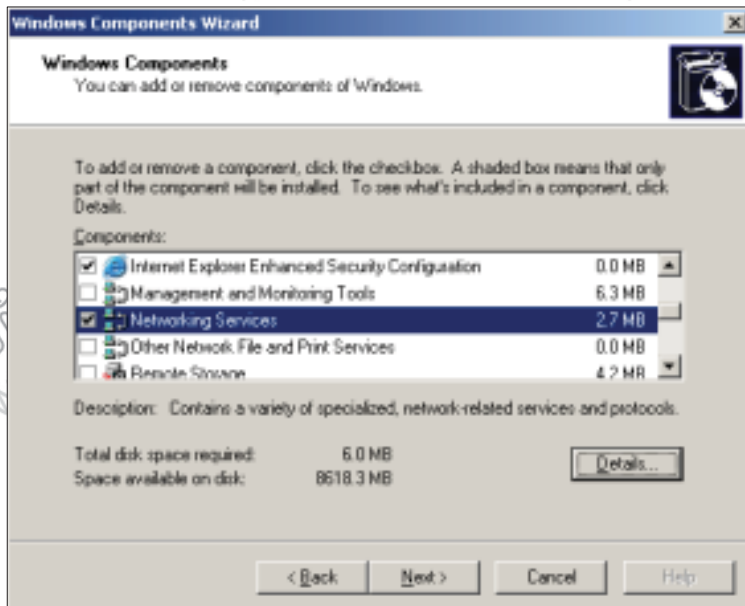 Windows Components Wizard
Windows Components
You can add or remove components of Windows.
To add or remove a component, click the checkbox. A shaded box means that only
part of the component will be installed. To see what's included in a component, click
Details.
Components:
Internet Explorer Enhanced Security Configuration 0.0 MB
Management and Monitoring Tools 6.3 MB
Networking Services 2.7 MB
Other Network File and Print Services 0.0 MB
Remote Storage 4.2 MB
Description: Contains a variety of specialized, network-related services and protocols.
Total disk space required: 6.0 MB
Space available on disk: 8618.3 MB
Details...
< Back Next > Cancel Help